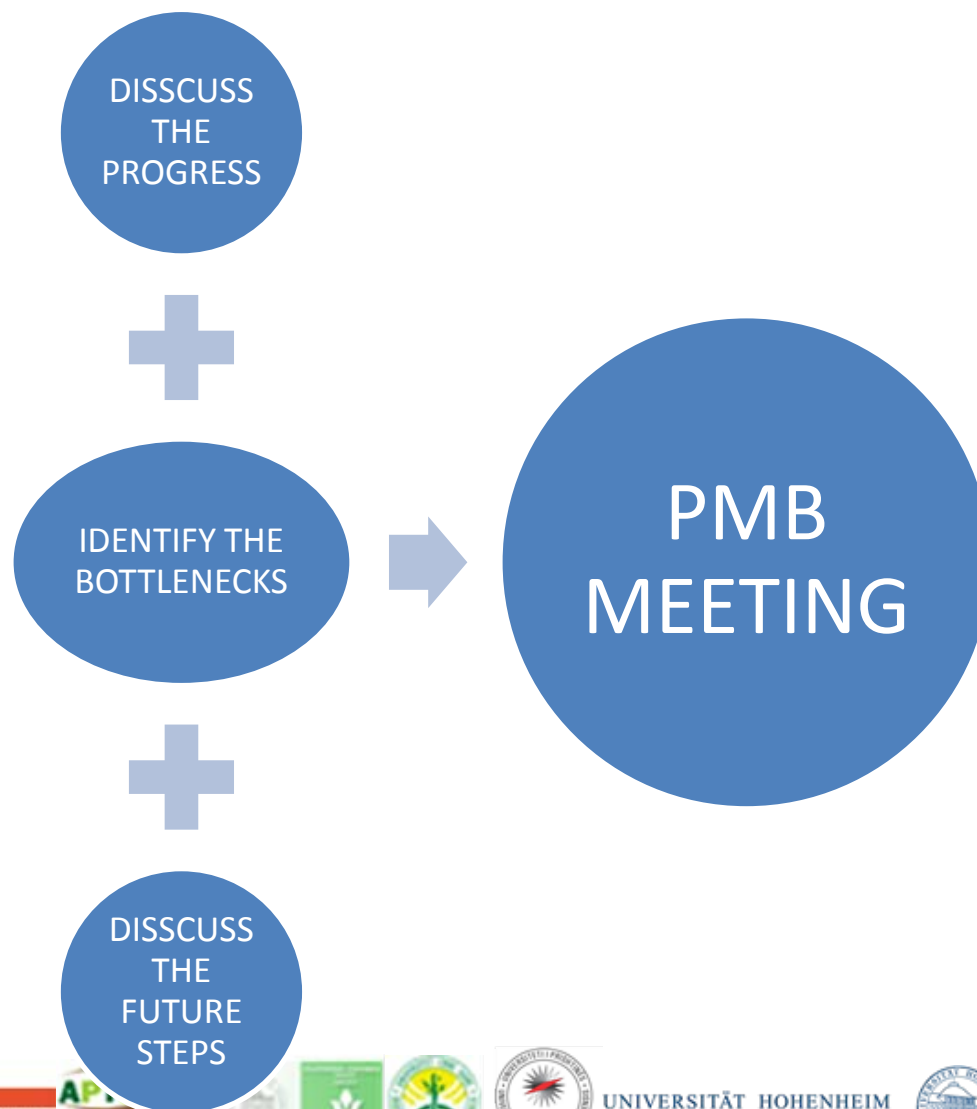 DISSCUSS
THE
PROGRESS
IDENTIFY THE
BOTTLENECKS
PMB
MEETING
DISSCUSS
THE
FUTURE
STEPS
UNIVERSITÄT HOHENHEIM